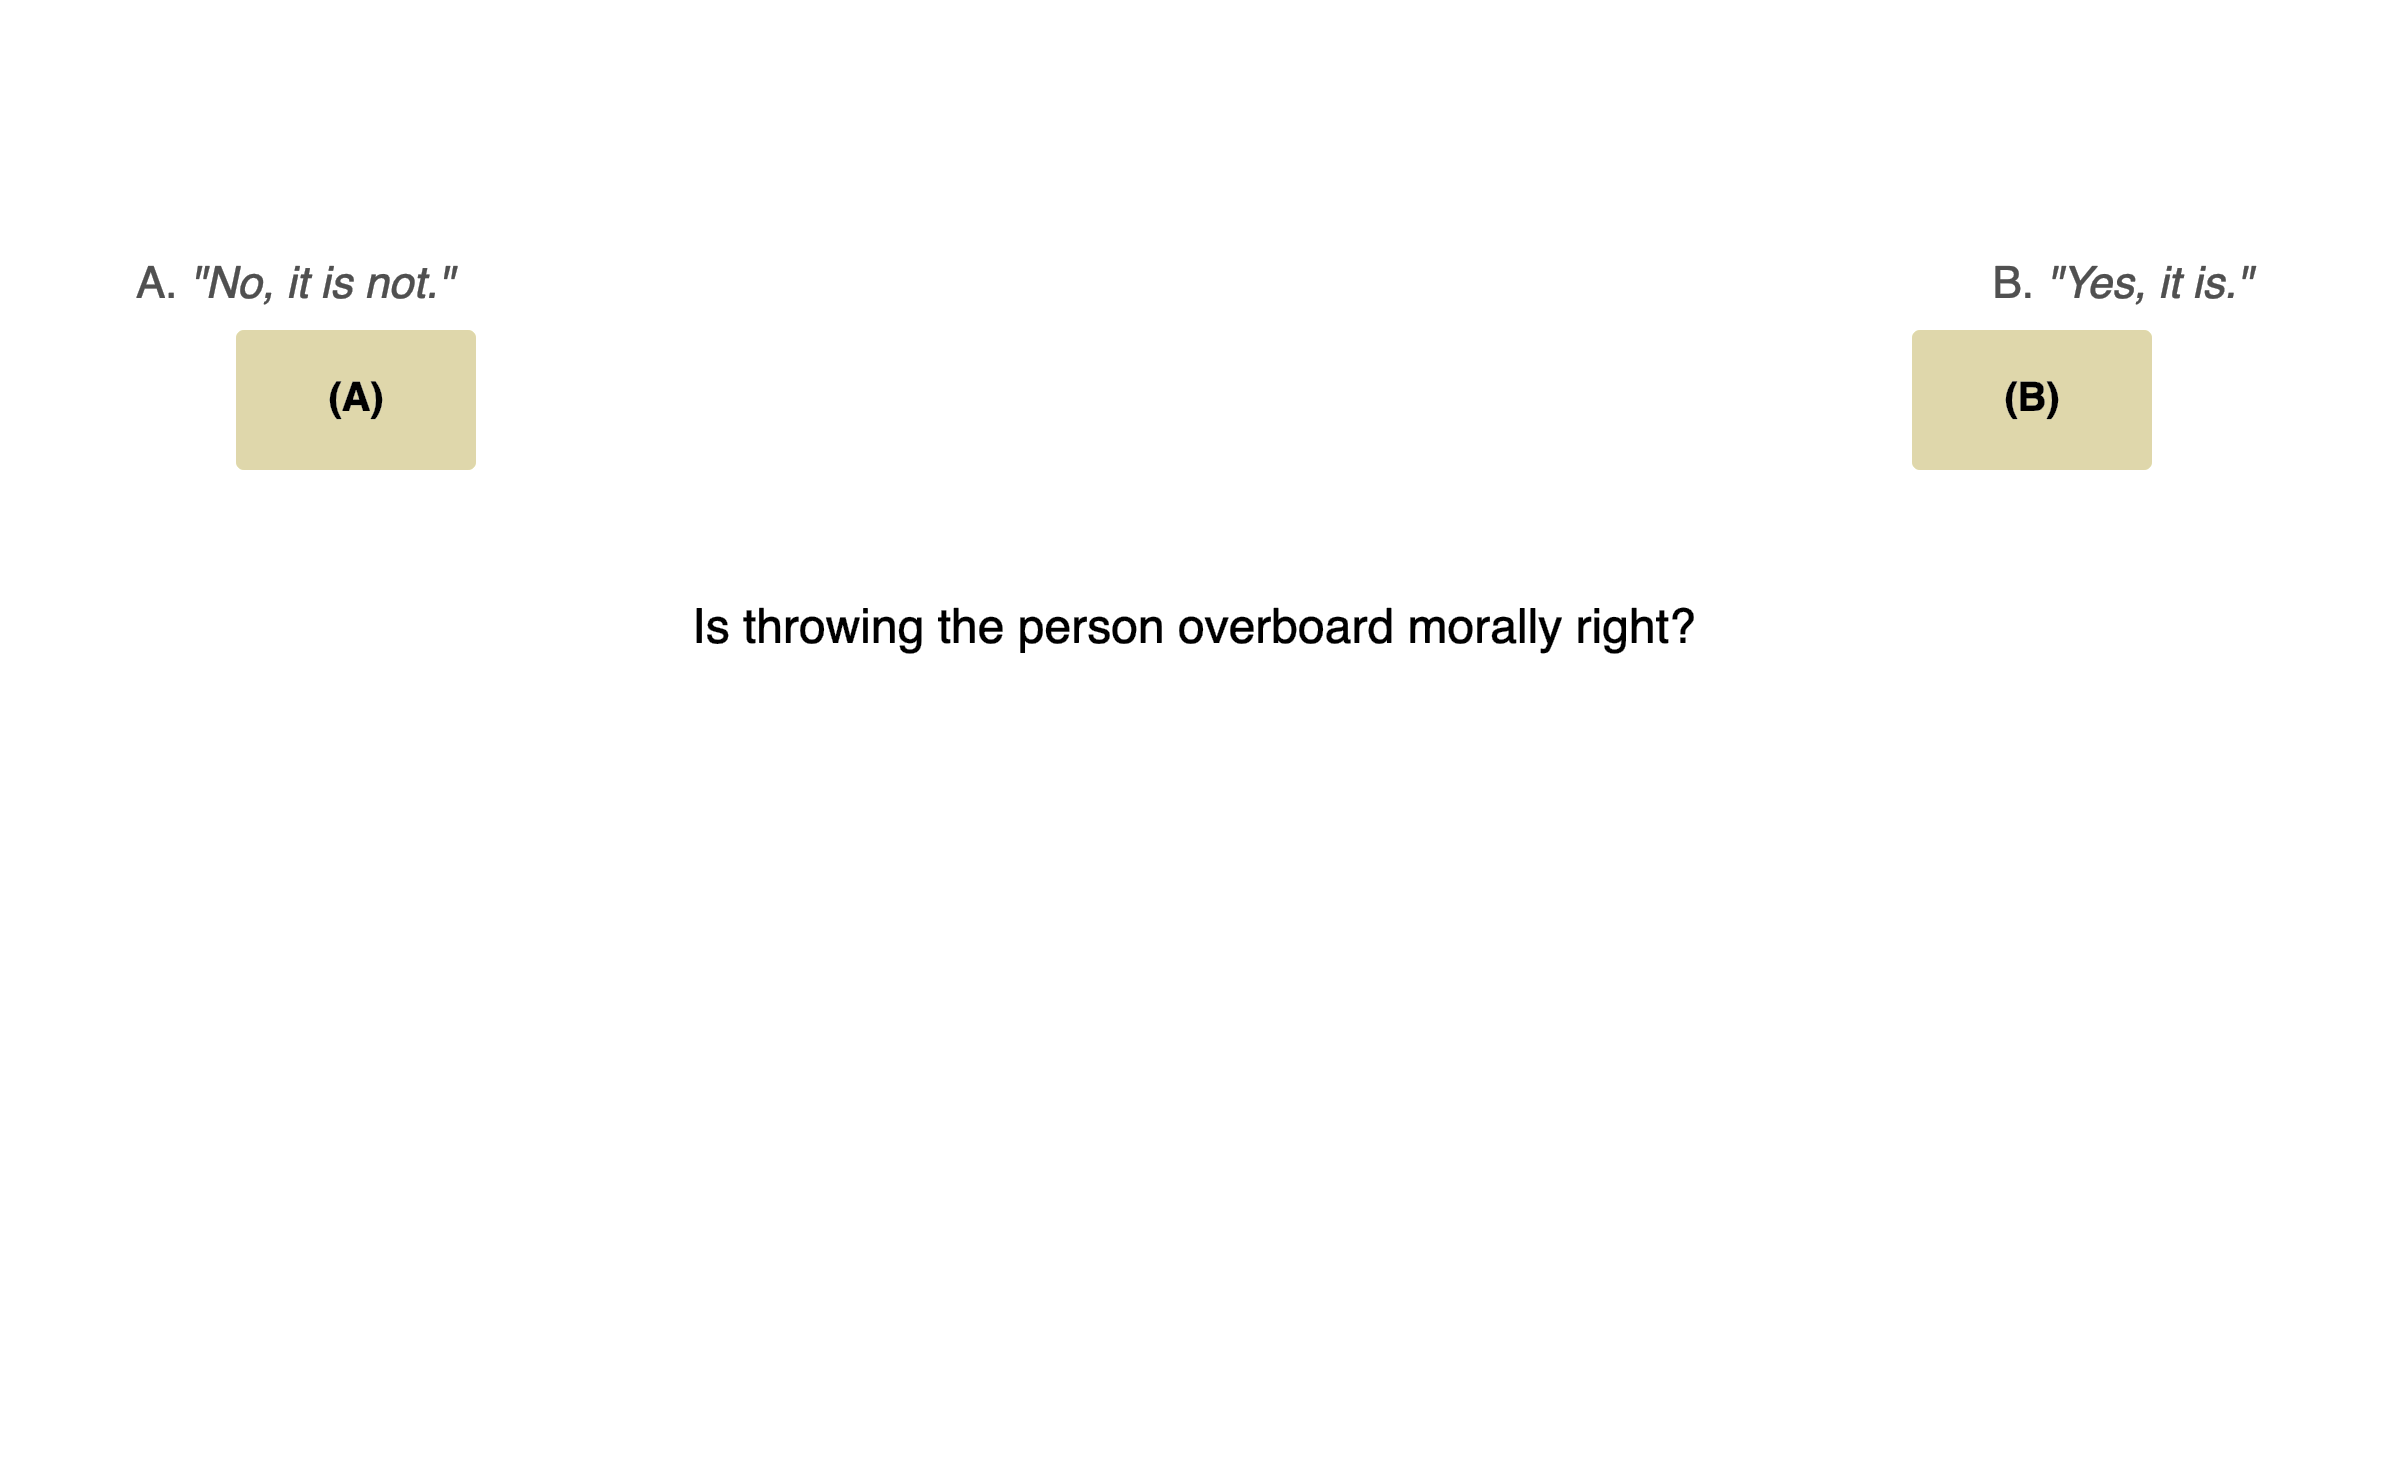 A. "No, it is not."
B. "Yes, it is."
(A)
(B)
Is throwing the person overboard morally right?